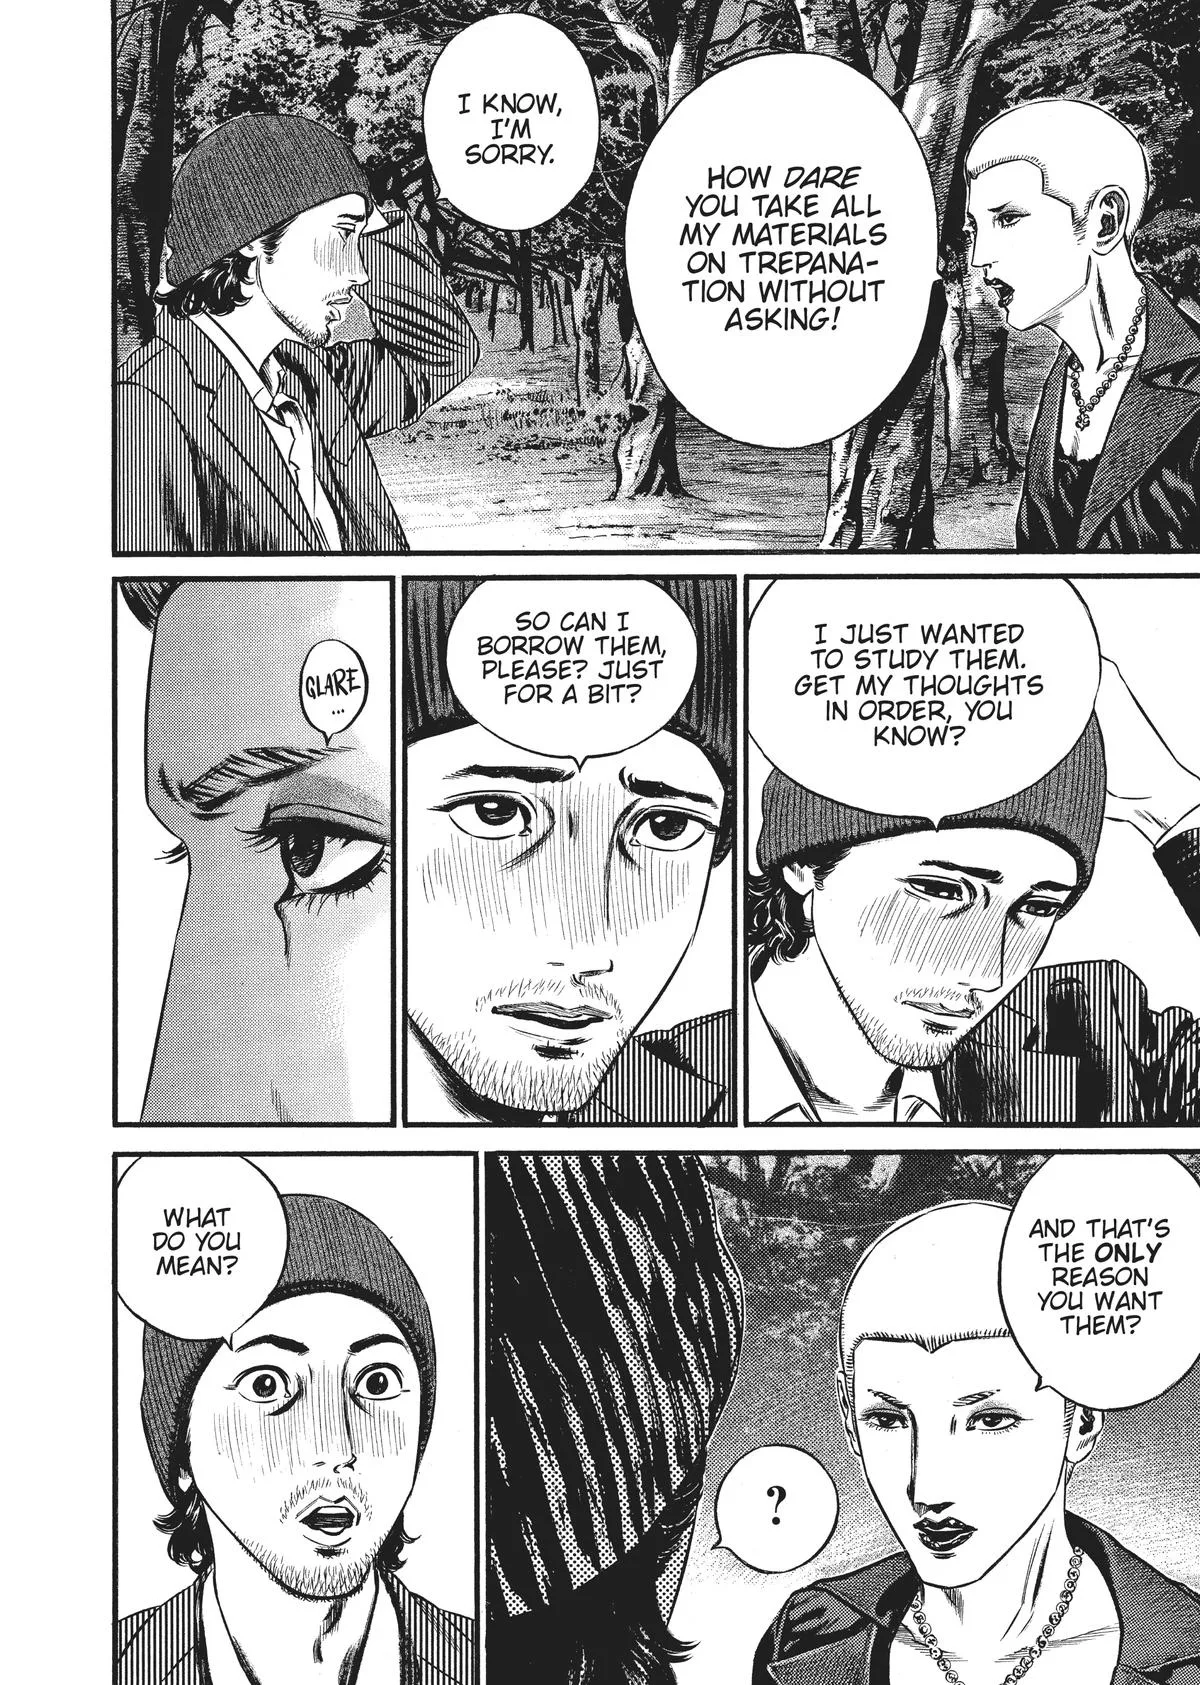 HOW DARE
YOU TAKE ALL
MY MATERIALS
ON TREPANA-
TION WITHOUT
ASKING!
I KNOW,
I'M
SORRY.
I JUST WANTED
TO STUDY THEM.
GET MY THOUGHTS
IN ORDER, YOU
KNOW?
SO CAN I
BORROW THEM,
PLEASE? JUST
FOR A BIT?
GLARE
...
AND THAT'S
THE ONLY
REASON
YOU WANT
THEM?
?
WHAT
DO YOU
MEAN?